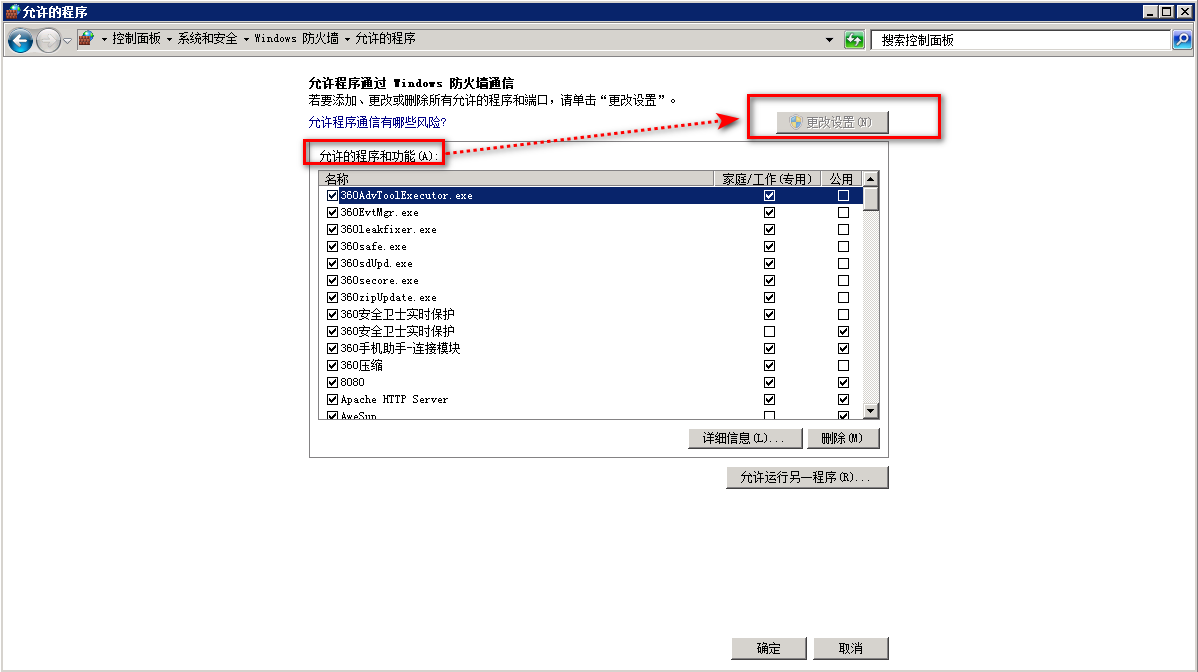 允许的程序
控制面板 系统和安全 Windows 防火墙 允许的程序
搜索控制面板
允许程序通过 Windows 防火墙通信
若要添加、更改或删除所有允许的程序和端口，请单击“更改设置”。
允许程序通信有哪些风险?
更改设置(N)
允许的程序和功能(A):
名称 家庭/工作(专用) 公用
360AdvToolExecutor.exe
360EvtMgr.exe
360leakfixer.exe
360safe.exe
360sdUpd.exe
360secore.exe
360zipUpdate.exe
360安全卫士实时保护
360安全卫士实时保护
360手机助手-连接模块
360压缩
8080
Apache HTTP Server
AweSun
详细信息(L)... 删除(M)
允许运行另一程序(R)...
确定 取消